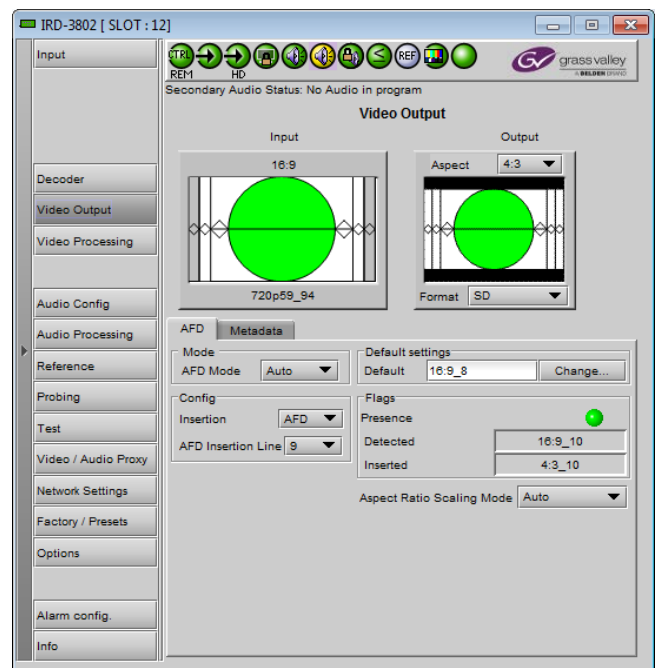 IRD-3802 [ SLOT : 12]
Input
Decoder
Video Output
Video Processing
Audio Config
Audio Processing
Reference
Probing
Test
Video / Audio Proxy
Network Settings
Factory / Presets
Options
Alarm config.
Info
CTRL
REF
REM
HD
GV
grass valley
A BELDEN BRAND
Secondary Audio Status: No Audio in program
Video Output
Input
Output
16:9
720p59_94
Aspect 4:3
Format SD
AFD
Metadata
Mode
AFD Mode Auto
Default settings
Default 16:9_8 Change...
Config
Insertion AFD
AFD Insertion Line 9
Flags
Presence
Detected 16:9_10
Inserted 4:3_10
Aspect Ratio Scaling Mode Auto